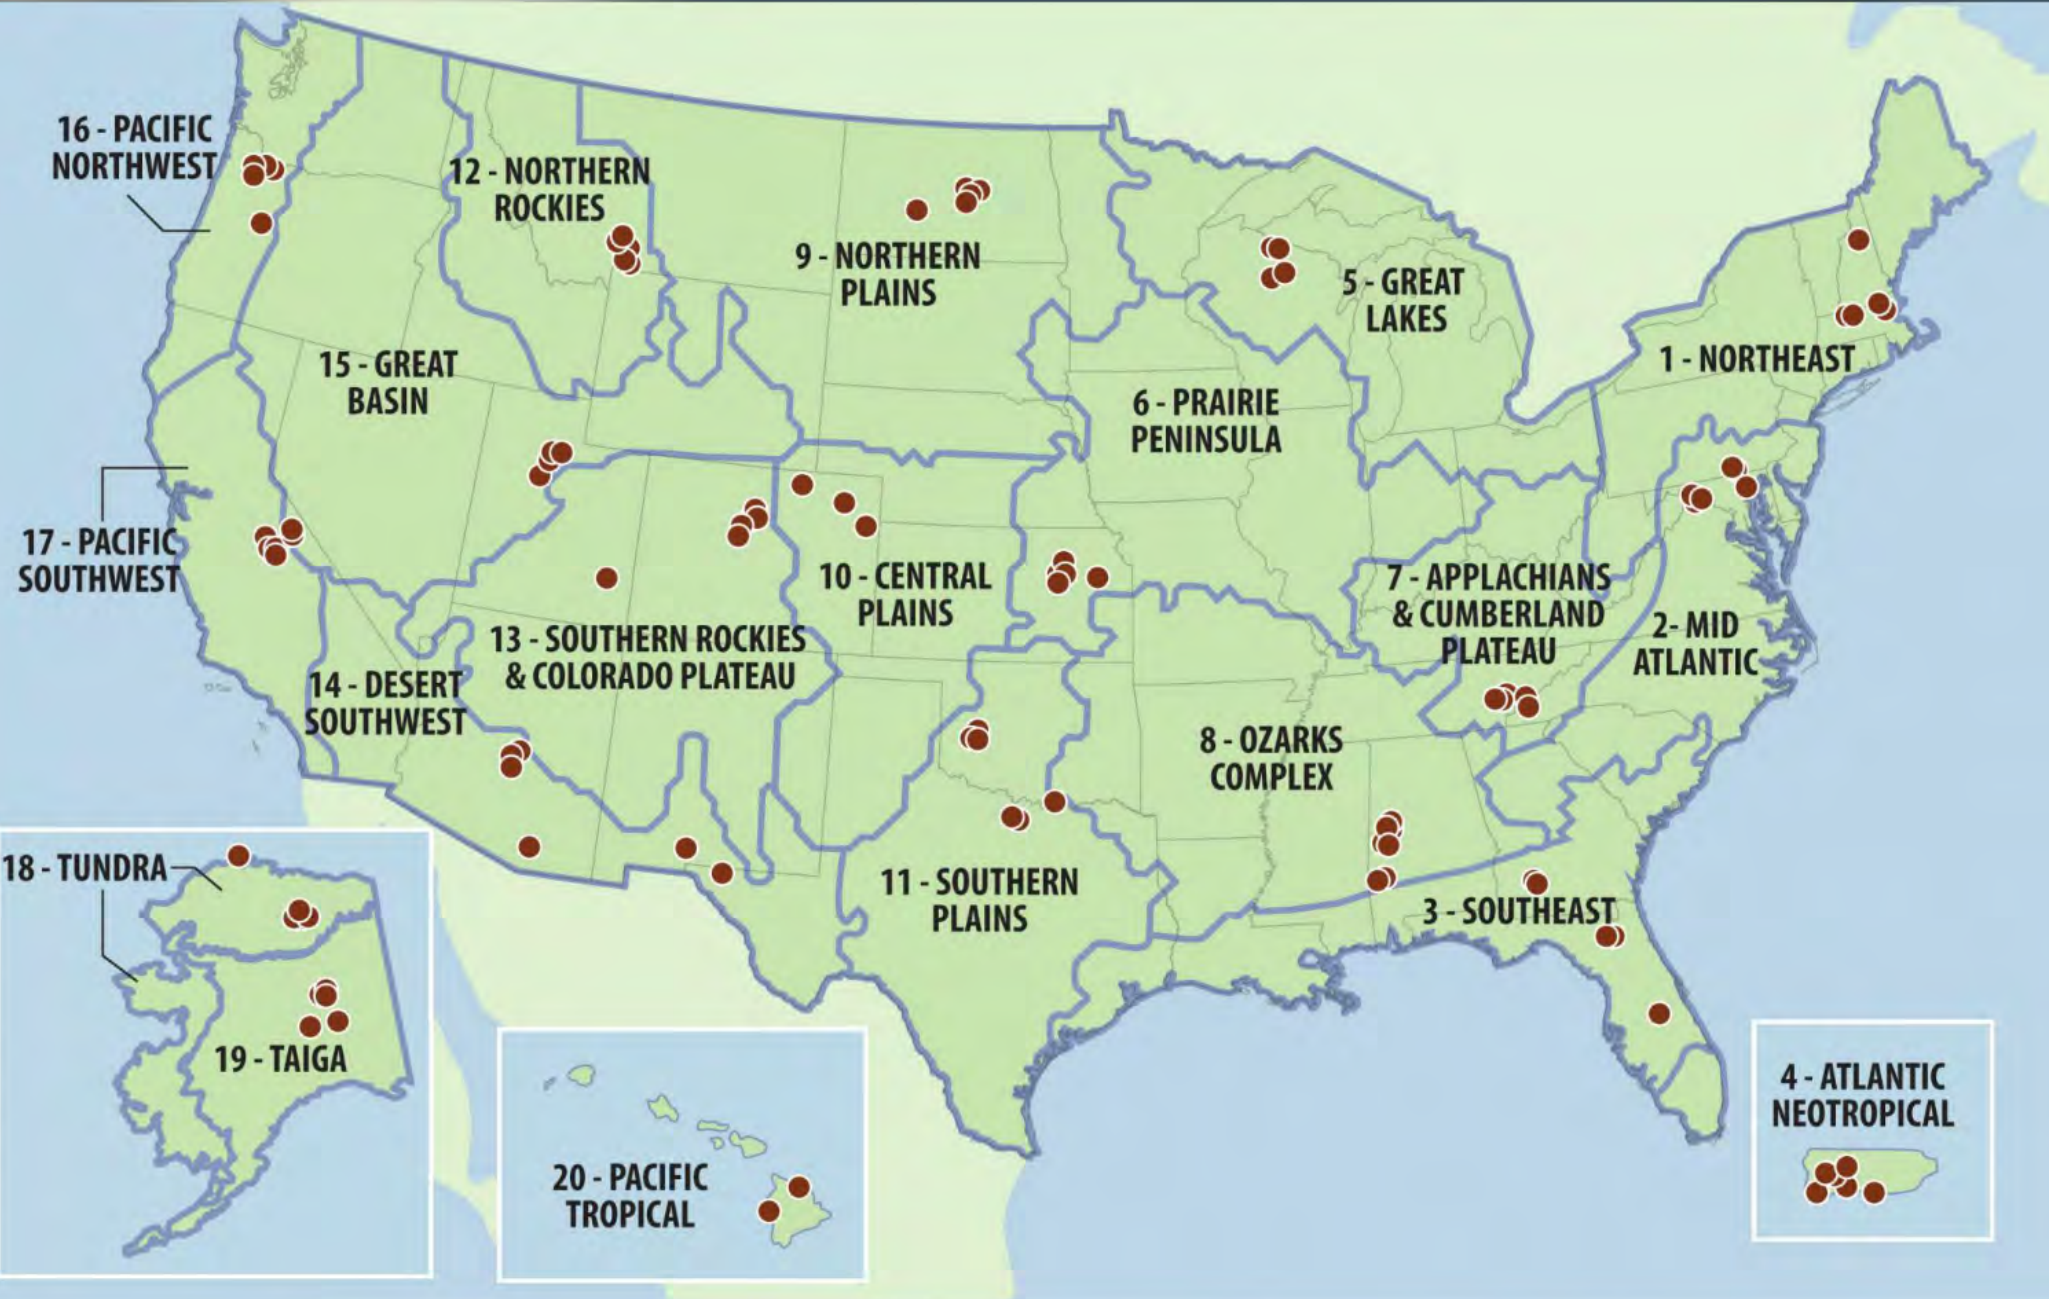 16 - PACIFIC
NORTHWEST
12 - NORTHERN
ROCKIES
9 - NORTHERN
PLAINS
5 - GREAT
LAKES
1 - NORTHEAST
15 - GREAT
BASIN
6 - PRAIRIE
PENINSULA
17 - PACIFIC
SOUTHWEST
10 - CENTRAL
PLAINS
7 - APPLACHIANS
& CUMBERLAND
PLATEAU
2- MID
ATLANTIC
13 - SOUTHERN ROCKIES
& COLORADO PLATEAU
14 - DESERT
SOUTHWEST
8 - OZARKS
COMPLEX
18 - TUNDRA
11 - SOUTHERN
PLAINS
3 - SOUTHEAST
19 - TAIGA
4 - ATLANTIC
NEOTROPICAL
20 - PACIFIC
TROPICAL